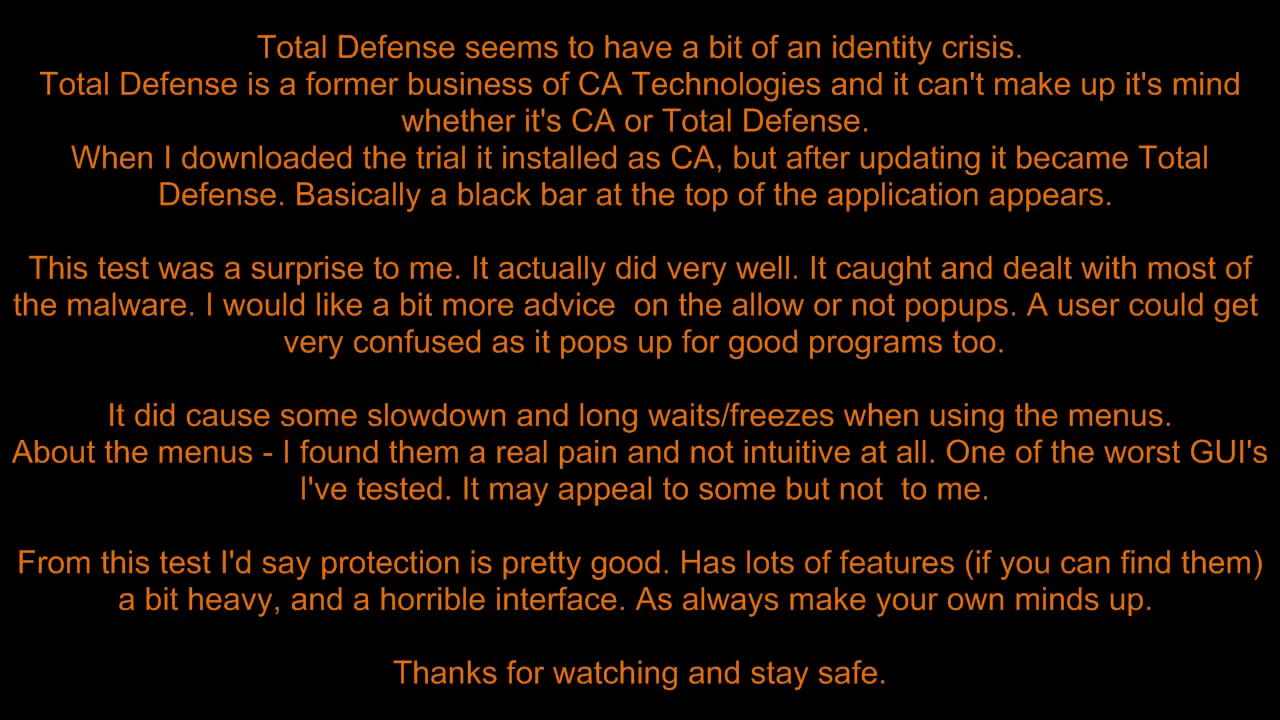 Total Defense seems to have a bit of an identity crisis.
Total Defense is a former business of CA Technologies and it can't make up it's mind
whether it's CA or Total Defense.
When I downloaded the trial it installed as CA, but after updating it became Total
Defense. Basically a black bar at the top of the application appears.
This test was a surprise to me. It actually did very well. It caught and dealt with most of
the malware. I would like a bit more advice  on the allow or not popups. A user could get
very confused as it pops up for good programs too.
It did cause some slowdown and long waits/freezes when using the menus.
About the menus - I found them a real pain and not intuitive at all. One of the worst GUI's
I've tested. It may appeal to some but not  to me.
From this test I'd say protection is pretty good. Has lots of features (if you can find them)
a bit heavy, and a horrible interface. As always make your own minds up.
Thanks for watching and stay safe.